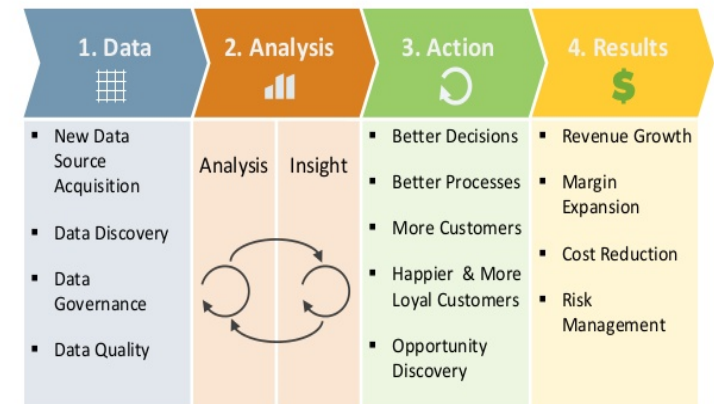 1. Data
2. Analysis
3. Action
4. Results
$
▪ New Data
Source
Acquisition
▪ Data Discovery
▪ Data
Governance
▪ Data Quality
Analysis
Insight
▪ Better Decisions
▪ Better Processes
▪ More Customers
▪ Happier & More
Loyal Customers
▪ Opportunity
Discovery
▪ Revenue Growth
▪ Margin
Expansion
▪ Cost Reduction
▪ Risk
Management